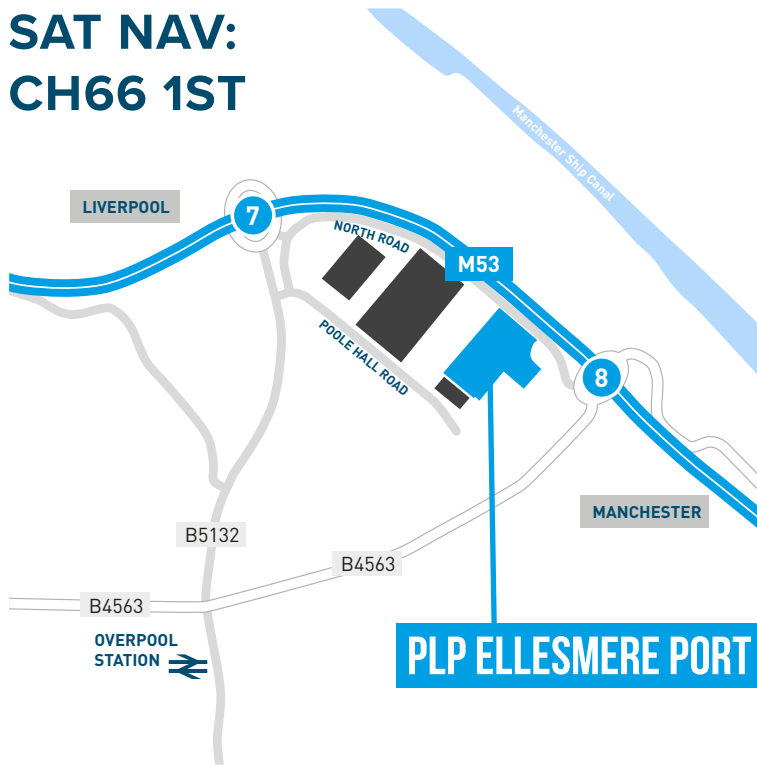 SAT NAV:
CH66 1ST
Manchester Ship Canal
LIVERPOOL
7
NORTH ROAD
M53
POOLE HALL ROAD
8
MANCHESTER
B5132
B4563
B4563
OVERPOOL
STATION
PLP ELLESMERE PORT